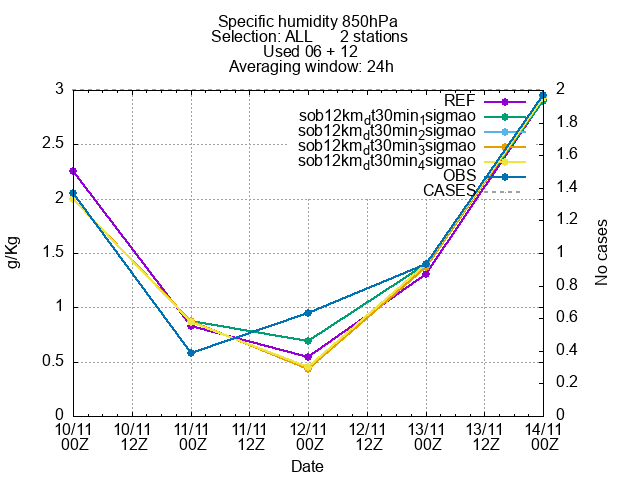 Specific humidity 850hPa
Selection: ALL 2 stations
Used 06 + 12
Averaging window: 24h
REF
sob12km_dt30min_1sigmao
sob12km_dt30min_2sigmao
sob12km_dt30min_3sigmao
sob12km_dt30min_4sigmao
OBS
CASES
g/Kg
3
2.5
2
1.5
1
0.5
0
No cases
2
1.8
1.6
1.4
1.2
1
0.8
0.6
0.4
0.2
0
10/11 10/11 11/11 11/11 12/11 12/11 13/11 13/11 14/11
00Z 12Z 00Z 12Z 00Z 12Z 00Z 12Z 00Z
Date